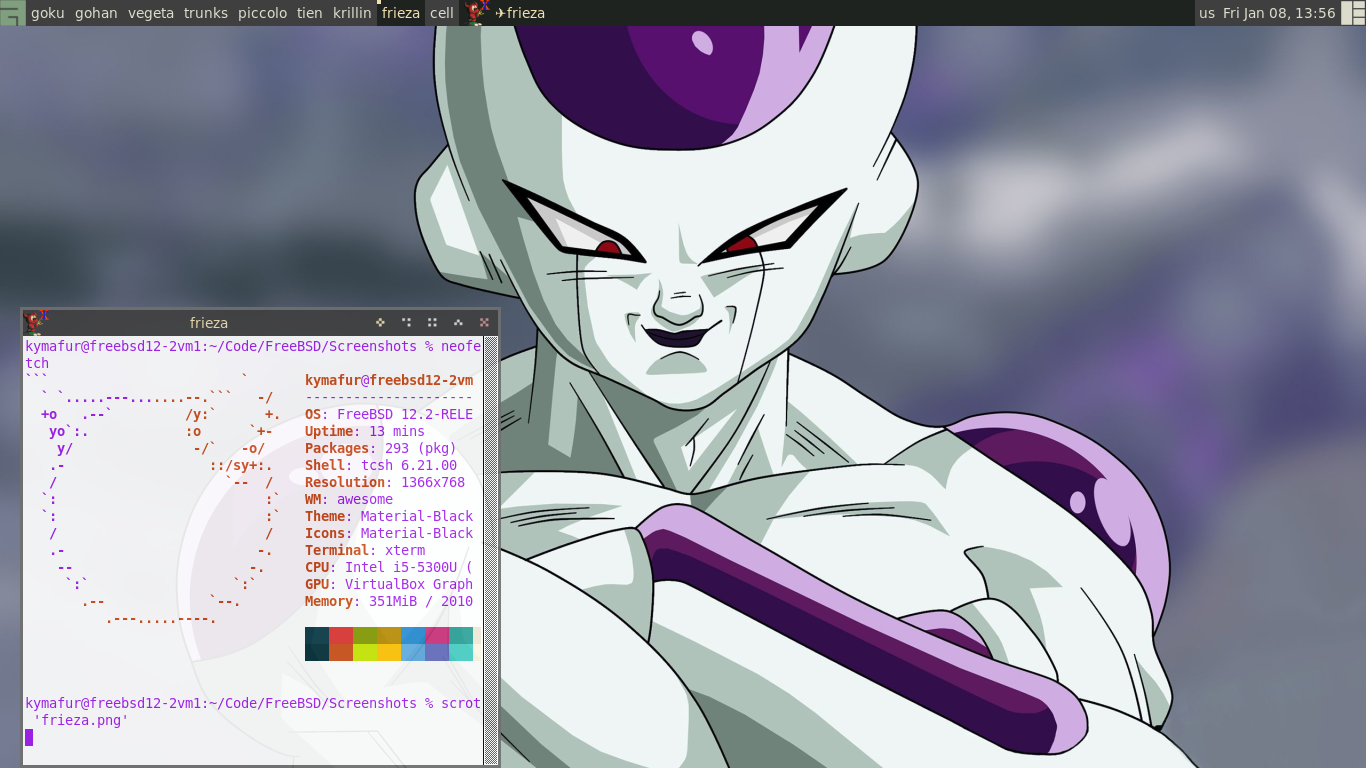 goku gohan vegeta trunks piccolo tien krillin frieza cell ✈frieza us Fri Jan 08, 13:56
frieza
kymafur@freebsd12-2vm1:~/Code/FreeBSD/Screenshots % neofe
tch
kymafur@freebsd12-2vm
---------------------
OS: FreeBSD 12.2-RELE
Uptime: 13 mins
Packages: 293 (pkg)
Shell: tcsh 6.21.00
Resolution: 1366x768
WM: awesome
Theme: Material-Black
Icons: Material-Black
Terminal: xterm
CPU: Intel i5-5300U (
GPU: VirtualBox Graph
Memory: 351MiB / 2010
kymafur@freebsd12-2vm1:~/Code/FreeBSD/Screenshots % scrot
'frieza.png'